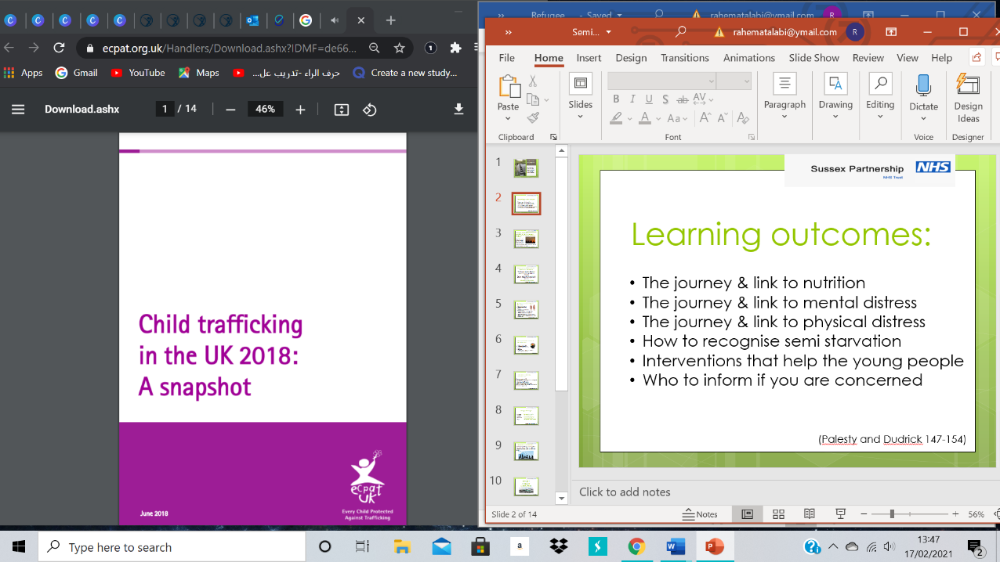 Refugee
Saved
rahematalabi@ymail.com
R
Semi...
rahematalabi@ymail.com
R
ecpat.org.uk/Handlers/Download.ashx?IDMF=de66...
1
Apps
Gmail
YouTube
Maps
حرف الراء -تدريب عل...
Create a new study...
Download.ashx
1 / 14
46%
File Home Insert Design Transitions Animations Slide Show Review View Help
Paste
Slides
B I U S ab AV
A Aa A A A
Paragraph
Drawing
Editing
Dictate
Design
Ideas
Clipboard
Font
Voice
Designer
Child trafficking
in the UK 2018:
A snapshot
June 2018
ecpat
UK
Every Child Protected
Against Trafficking
1
2
3
4
5
6
7
8
9
10
Sussex Partnership NHS
NHS Trust
Learning outcomes:
• The journey & link to nutrition
• The journey & link to mental distress
• The journey & link to physical distress
• How to recognise semi starvation
• Interventions that help the young people
• Who to inform if you are concerned
(Palesty and Dudrick 147-154)
Click to add notes
Slide 2 of 14
Notes
56%
Type here to search
a
13:47
17/02/2021
2